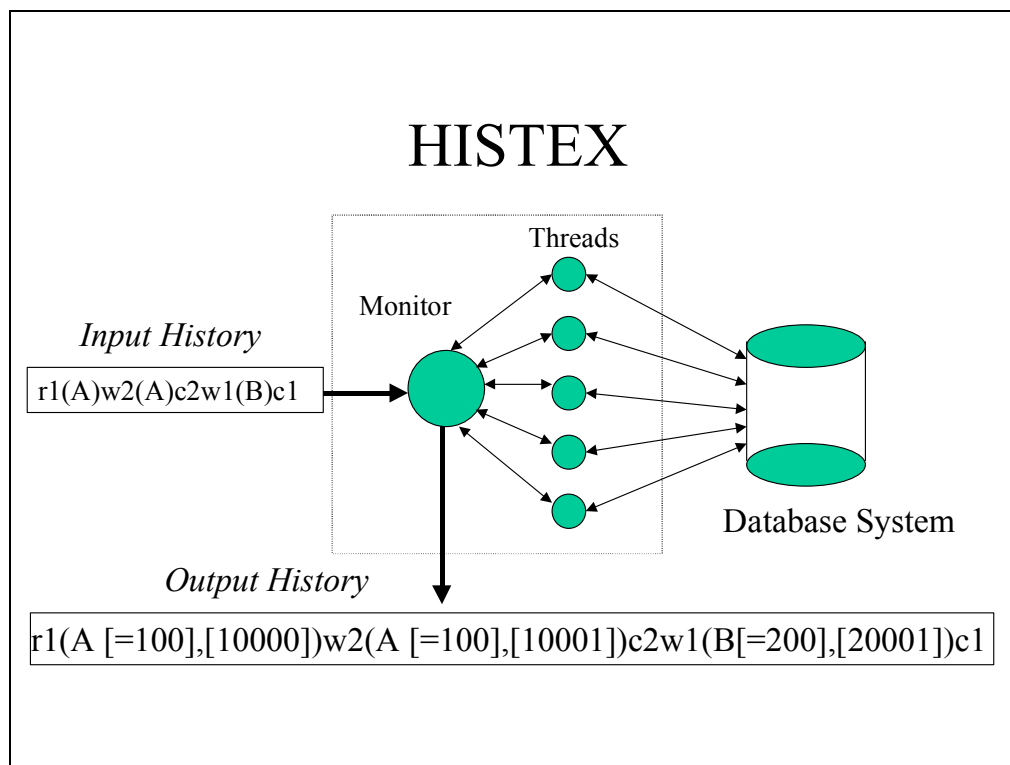 HISTEX
Threads
Monitor
Input History
r1(A)w2(A)c2w1(B)c1
Database System
Output History
r1(A [=100],[10000])w2(A [=100],[10001])c2w1(B[=200],[20001])c1